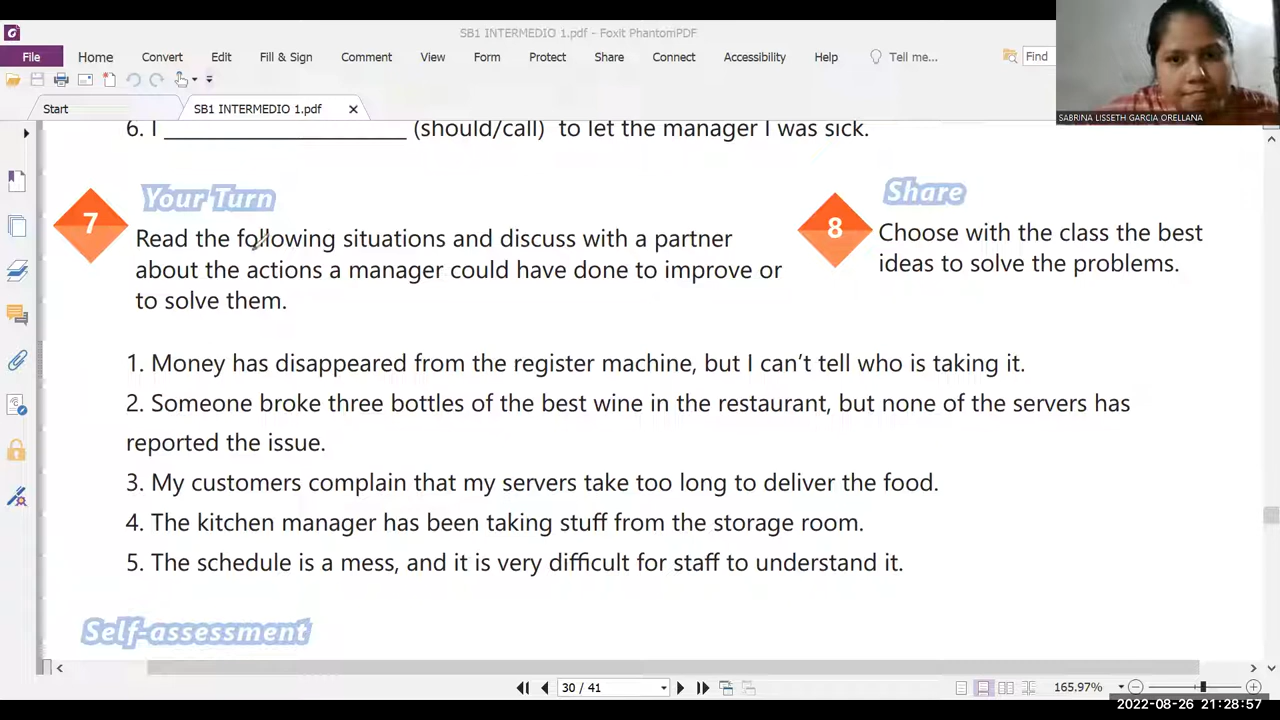 SB1 INTERMEDIO 1.pdf - Foxit PhantomPDF
File Home Convert Edit Fill & Sign Comment View Form Protect Share Connect Accessibility Help Tell me... Find
Start SB1 INTERMEDIO 1.pdf
SABRINA LISSETH GARCIA ORELLANA
6. I ____________________ (should/call) to let the manager I was sick.
7 Your Turn
Read the following situations and discuss with a partner
about the actions a manager could have done to improve or
to solve them.
8 Share
Choose with the class the best
ideas to solve the problems.
1. Money has disappeared from the register machine, but I can’t tell who is taking it.
2. Someone broke three bottles of the best wine in the restaurant, but none of the servers has
reported the issue.
3. My customers complain that my servers take too long to deliver the food.
4. The kitchen manager has been taking stuff from the storage room.
5. The schedule is a mess, and it is very difficult for staff to understand it.
Self-assessment
30 / 41 165.97%
2022-08-26 21:28:57